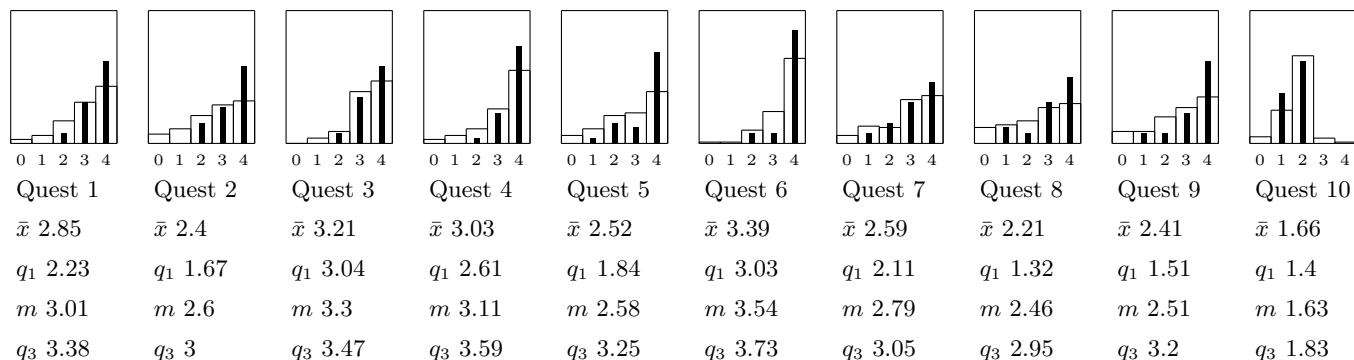 0 1 2 3 4 0 1 2 3 4 0 1 2 3 4 0 1 2 3 4 0 1 2 3 4 0 1 2 3 4 0 1 2 3 4 0 1 2 3 4 0 1 2 3 4 0 1 2 3 4
Quest 1 Quest 2 Quest 3 Quest 4 Quest 5 Quest 6 Quest 7 Quest 8 Quest 9 Quest 10
x̄ 2.85 x̄ 2.4 x̄ 3.21 x̄ 3.03 x̄ 2.52 x̄ 3.39 x̄ 2.59 x̄ 2.21 x̄ 2.41 x̄ 1.66
q₁ 2.23 q₁ 1.67 q₁ 3.04 q₁ 2.61 q₁ 1.84 q₁ 3.03 q₁ 2.11 q₁ 1.32 q₁ 1.51 q₁ 1.4
m 3.01 m 2.6 m 3.3 m 3.11 m 2.58 m 3.54 m 2.79 m 2.46 m 2.51 m 1.63
q₃ 3.38 q₃ 3 q₃ 3.47 q₃ 3.59 q₃ 3.25 q₃ 3.73 q₃ 3.05 q₃ 2.95 q₃ 3.2 q₃ 1.83